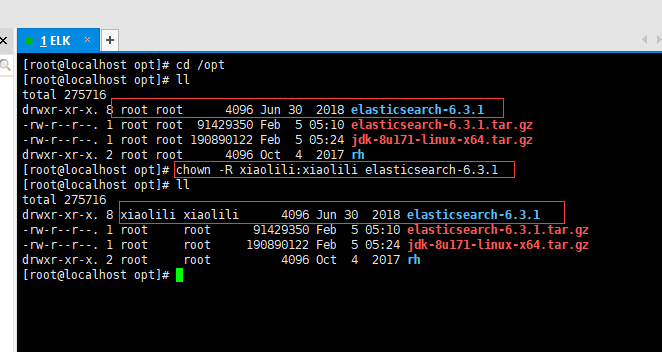 1 ELK × +
[root@localhost opt]# cd /opt
[root@localhost opt]# ll
total 275716
drwxr-xr-x. 8 root root      4096 Jun 30  2018 elasticsearch-6.3.1
-rw-r--r--. 1 root root  91429350 Feb  5 05:10 elasticsearch-6.3.1.tar.gz
-rw-r--r--. 1 root root 190890122 Feb  5 05:24 jdk-8u171-linux-x64.tar.gz
drwxr-xr-x. 2 root root      4096 Oct  4  2017 rh
[root@localhost opt]# chown -R xiaolili:xiaolili elasticsearch-6.3.1
[root@localhost opt]# ll
total 275716
drwxr-xr-x. 8 xiaolili xiaolili      4096 Jun 30  2018 elasticsearch-6.3.1
-rw-r--r--. 1 root     root      91429350 Feb  5 05:10 elasticsearch-6.3.1.tar.gz
-rw-r--r--. 1 root     root     190890122 Feb  5 05:24 jdk-8u171-linux-x64.tar.gz
drwxr-xr-x. 2 root     root          4096 Oct  4  2017 rh
[root@localhost opt]#